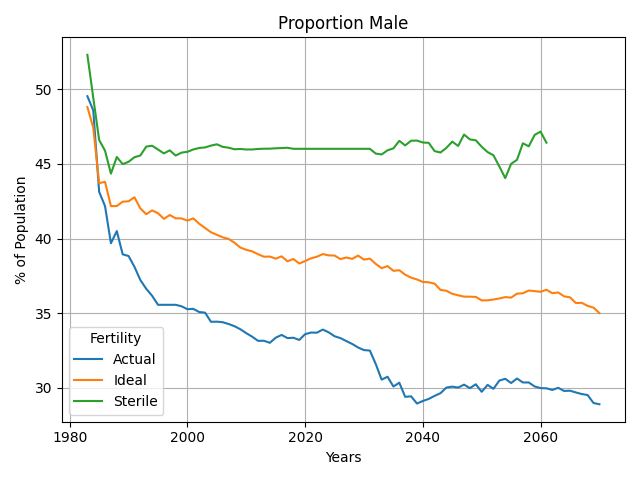 Proportion Male
% of Population
50
45
40
35
30
Fertility
Actual
Ideal
Sterile
1980
2000
2020
2040
2060
Years